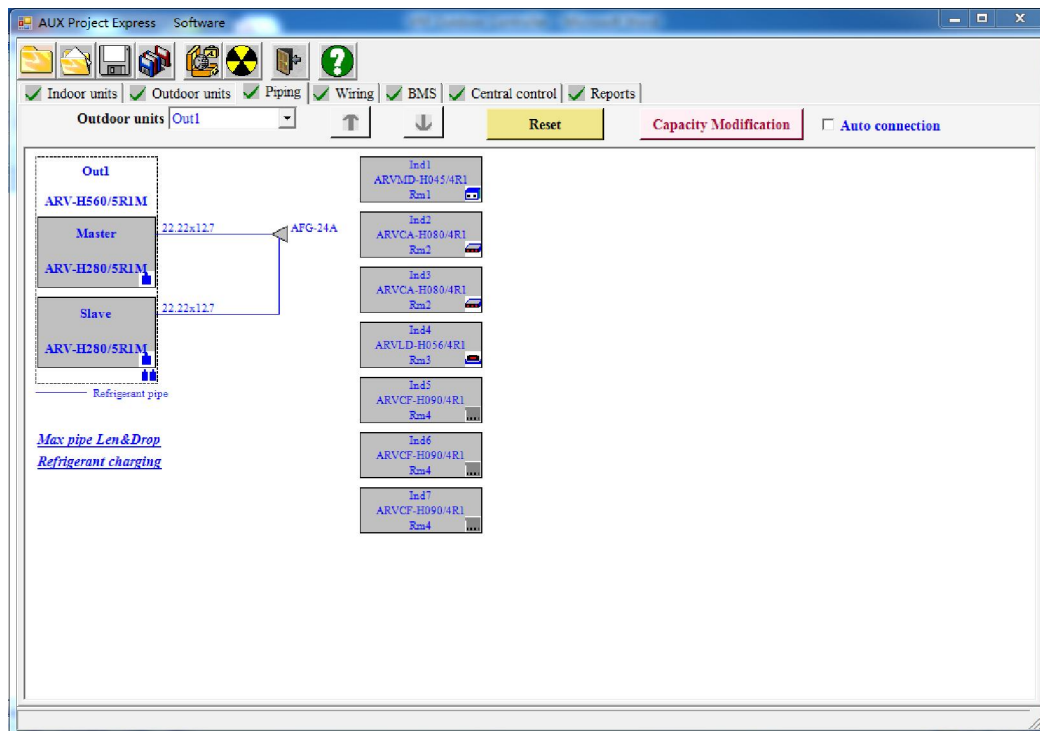 AUX Project Express Software
Indoor units Outdoor units Piping Wiring BMS Central control Reports
Outdoor units Out1 Reset Capacity Modification Auto connection
Out1
ARV-H560/5R1M
Master
ARV-H280/5R1M
Slave
ARV-H280/5R1M
22.22x12.7
22.22x12.7
AFG-24A
Refrigerant pipe
Max pipe Len&Drop
Refrigerant charging
Ind1
ARVMD-H045/4R1
Rm1
Ind2
ARVCA-H080/4R1
Rm2
Ind3
ARVCA-H080/4R1
Rm2
Ind4
ARVLD-H056/4R1
Rm3
Ind5
ARVCF-H090/4R1
Rm4
Ind6
ARVCF-H090/4R1
Rm4
Ind7
ARVCF-H090/4R1
Rm4